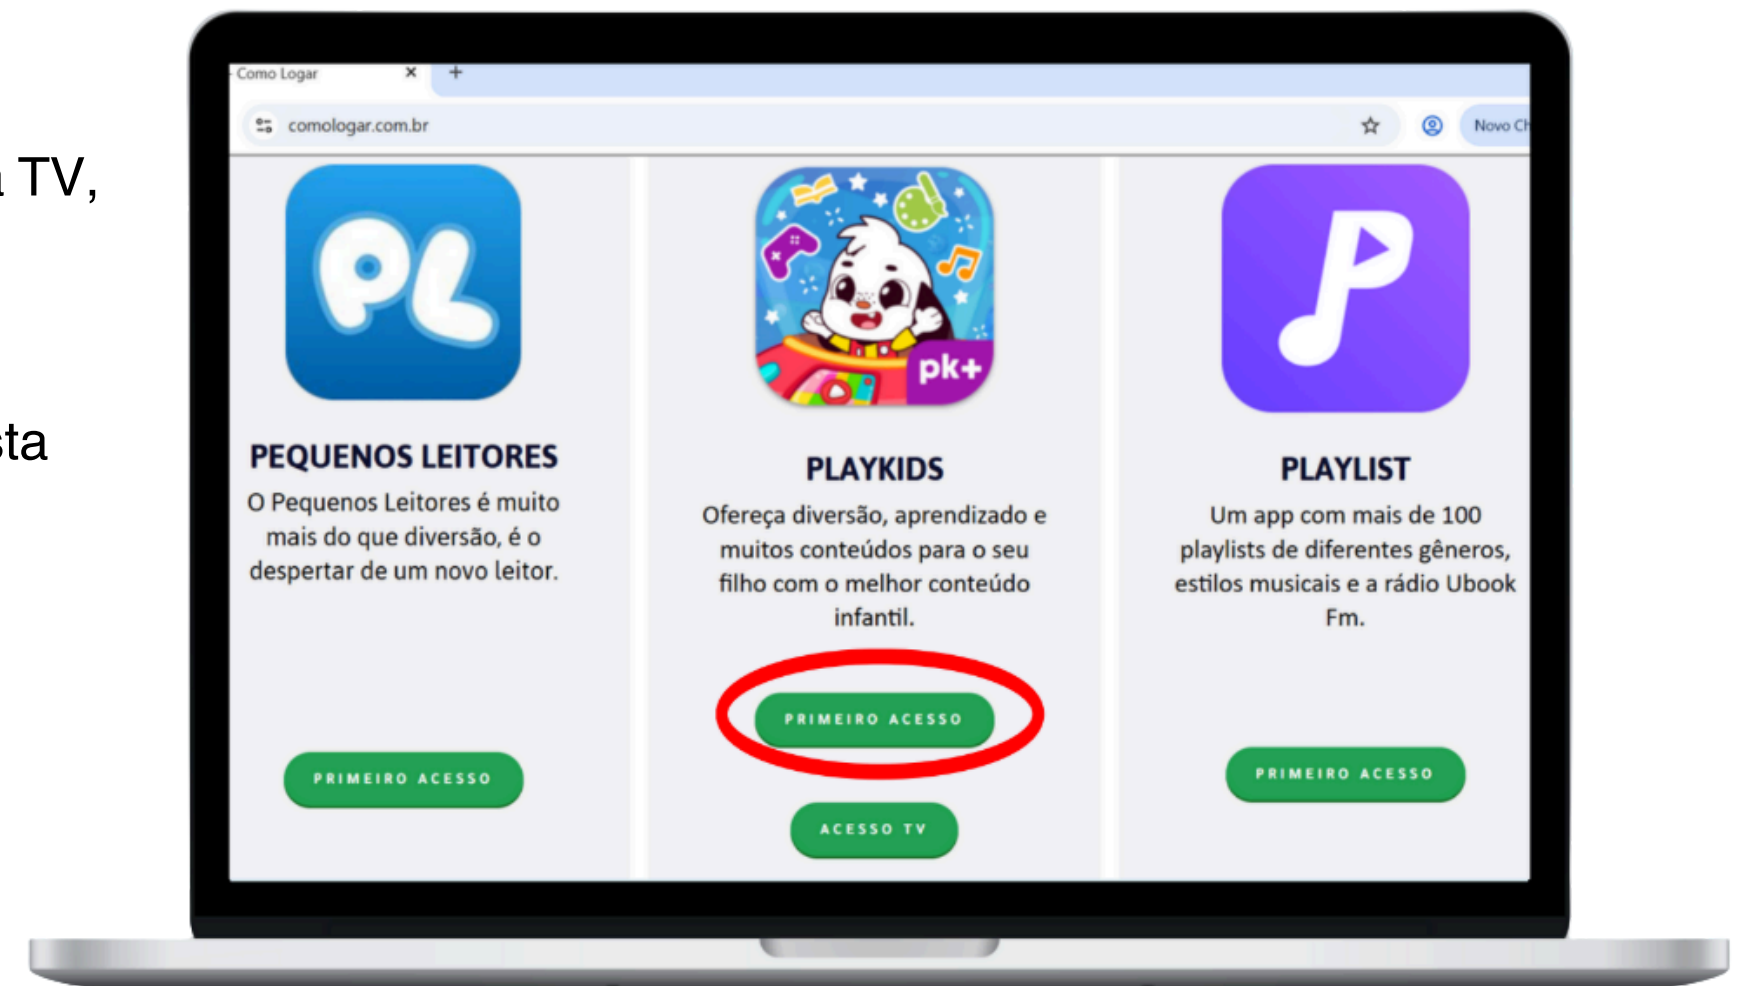 TV,
sta
Como Logar
comologar.com.br
Novo Ch
PL
pk+
P
PEQUENOS LEITORES
O Pequenos Leitores é muito
mais do que diversão, é o
despertar de um novo leitor.
PRIMEIRO ACESSO
PLAYKIDS
Ofereça diversão, aprendizado e
muitos conteúdos para o seu
filho com o melhor conteúdo
infantil.
PRIMEIRO ACESSO
ACESSO TV
PLAYLIST
Um app com mais de 100
playlists de diferentes gêneros,
estilos musicais e a rádio Ubook
Fm.
PRIMEIRO ACESSO